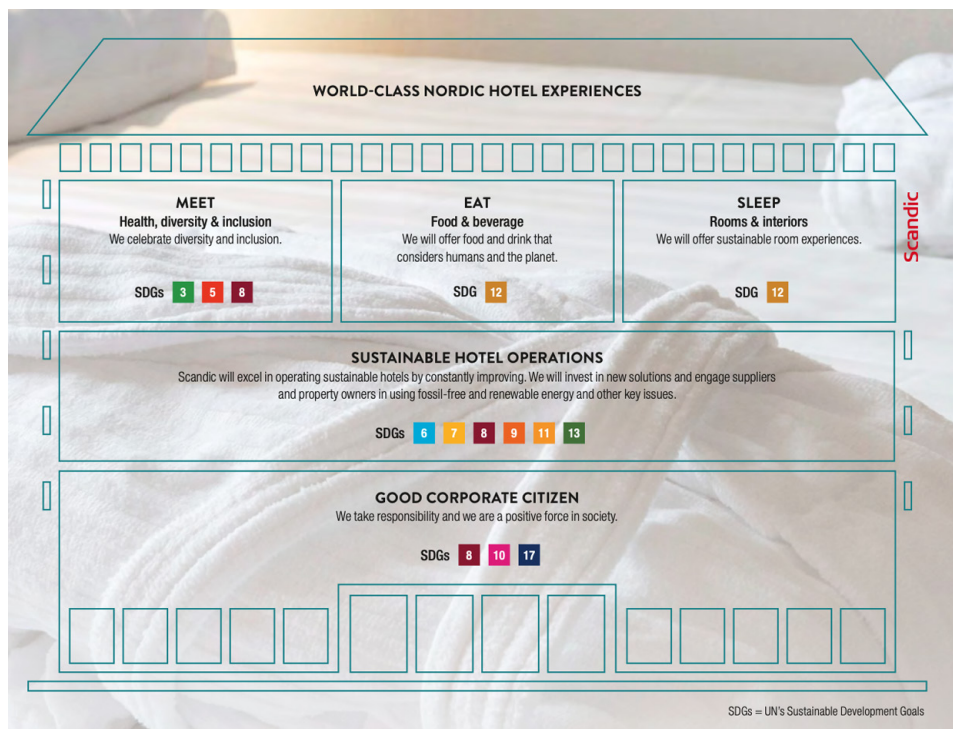 WORLD-CLASS NORDIC HOTEL EXPERIENCES
MEET
Health, diversity & inclusion
We celebrate diversity and inclusion.
SDGs 3 5 8
EAT
Food & beverage
We will offer food and drink that
considers humans and the planet.
SDG 12
SLEEP
Rooms & interiors
We will offer sustainable room experiences.
SDG 12
Scandic
SUSTAINABLE HOTEL OPERATIONS
Scandic will excel in operating sustainable hotels by constantly improving. We will invest in new solutions and engage suppliers
and property owners in using fossil-free and renewable energy and other key issues.
SDGs 6 7 8 9 11 13
GOOD CORPORATE CITIZEN
We take responsibility and we are a positive force in society.
SDGs 8 10 17
SDGs = UN's Sustainable Development Goals